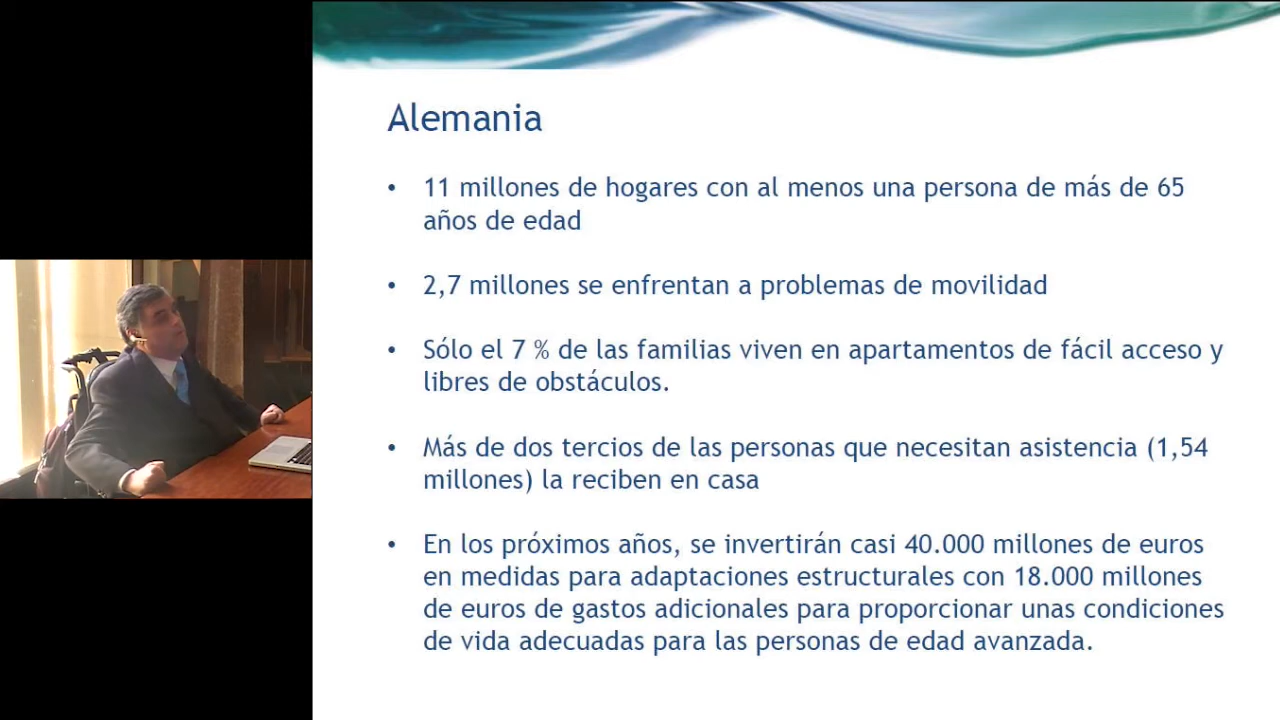 Alemania
• 11 millones de hogares con al menos una persona de más de 65
años de edad
• 2,7 millones se enfrentan a problemas de movilidad
• Sólo el 7 % de las familias viven en apartamentos de fácil acceso y
libres de obstáculos.
• Más de dos tercios de las personas que necesitan asistencia (1,54
millones) la reciben en casa
• En los próximos años, se invertirán casi 40.000 millones de euros
en medidas para adaptaciones estructurales con 18.000 millones
de euros de gastos adicionales para proporcionar unas condiciones
de vida adecuadas para las personas de edad avanzada.